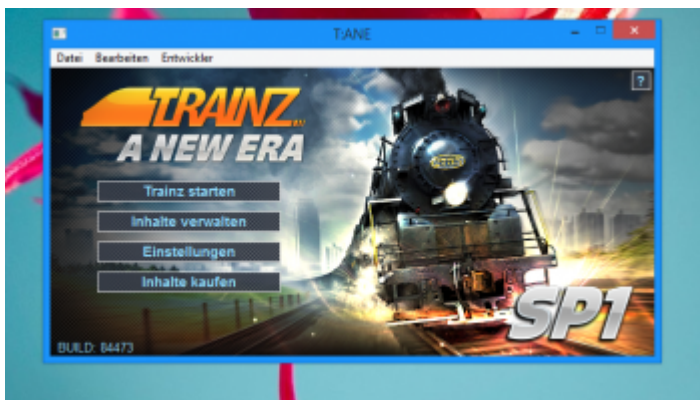 T:ANE
Datei Bearbeiten Entwickler
?
TRAINZ
A NEW ERA
Trainz starten
Inhalte verwalten
Einstellungen
Inhalte kaufen
SP1
BUILD: 84473